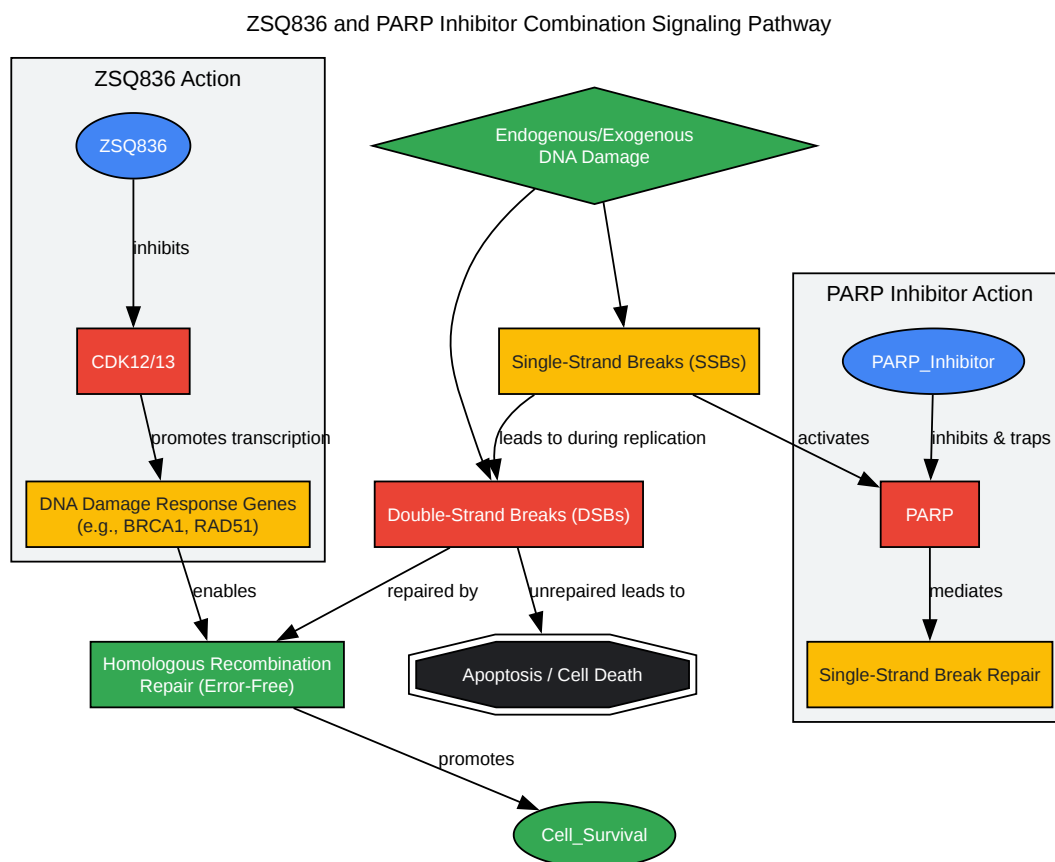 ZSQ836 and PARP Inhibitor Combination Signaling Pathway
ZSQ836 Action
ZSQ836
Endogenous/Exogenous
DNA Damage
inhibits
PARP Inhibitor Action
CDK12/13
Single-Strand Breaks (SSBs)
PARP_Inhibitor
promotes transcription
leads to during replication
activates
inhibits & traps
DNA Damage Response Genes
(e.g., BRCA1, RAD51)
Double-Strand Breaks (DSBs)
PARP
enables
repaired by
unrepaired leads to
mediates
Homologous Recombination
Repair (Error-Free)
Apoptosis / Cell Death
Single-Strand Break Repair
promotes
Cell_Survival